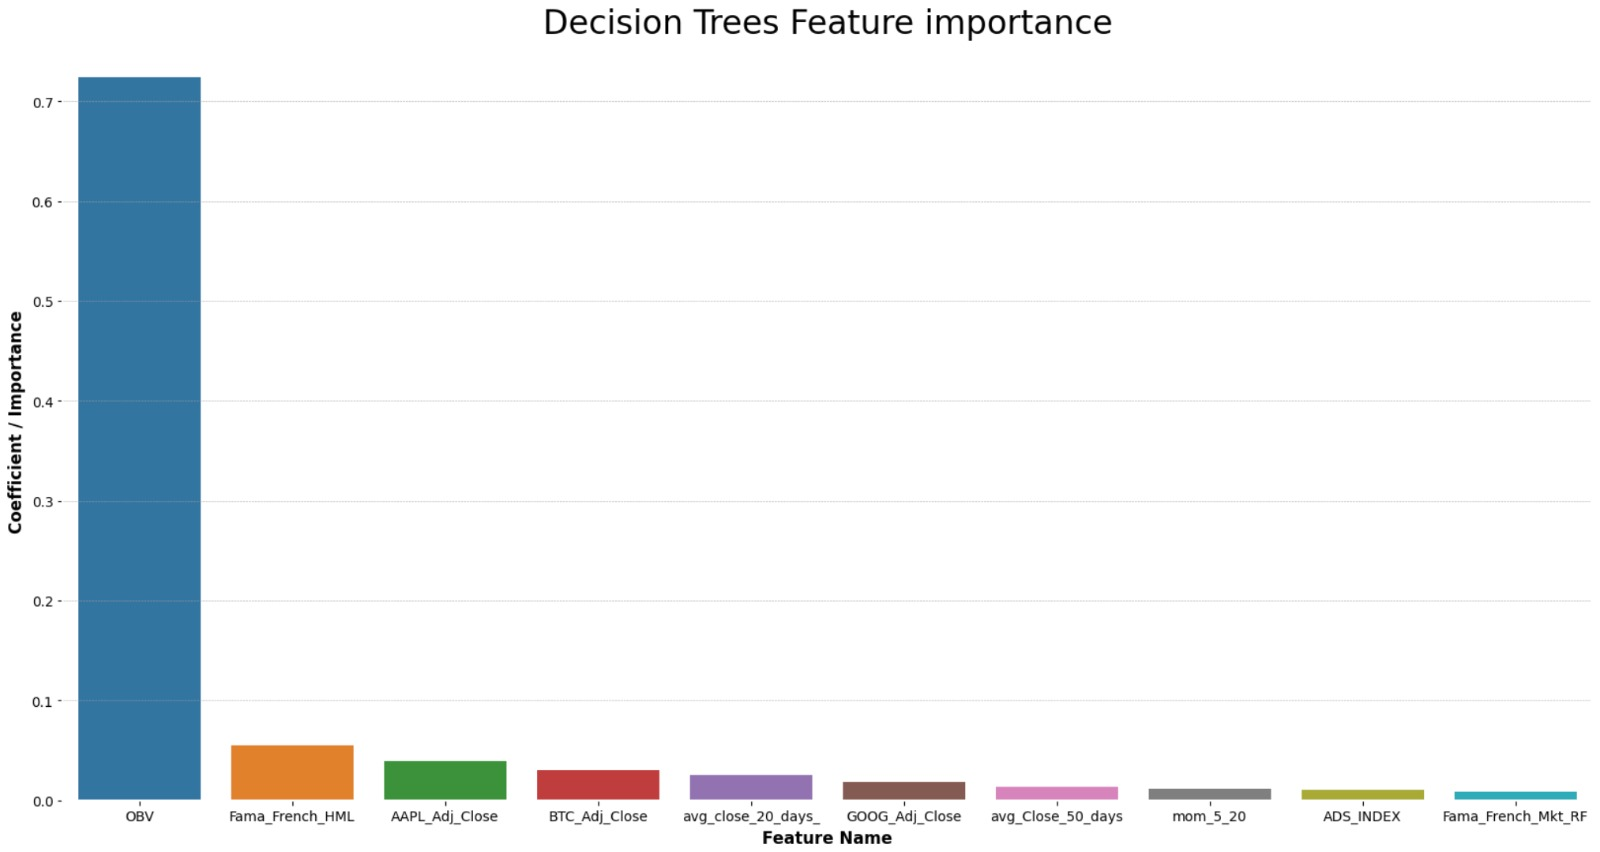 Decision Trees Feature importance
Coefficient / Importance
0.7
0.6
0.5
0.4
0.3
0.2
0.1
0.0
OBV Fama_French_HML AAPL_Adj_Close BTC_Adj_Close avg_close_20_days_ GOOG_Adj_Close avg_Close_50_days mom_5_20 ADS_INDEX Fama_French_Mkt_RF
Feature Name